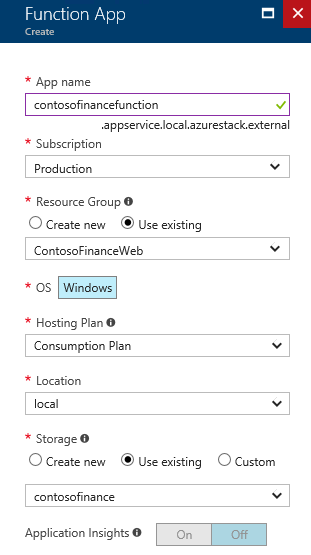 Function App
Create
* App name
contosofinancefunction
.appservice.local.azurestack.external
* Subscription
Production
* Resource Group
Create new Use existing
ContosoFinanceWeb
* OS Windows
* Hosting Plan
Consumption Plan
* Location
local
* Storage
Create new Use existing Custom
contosofinance
Application Insights On Off